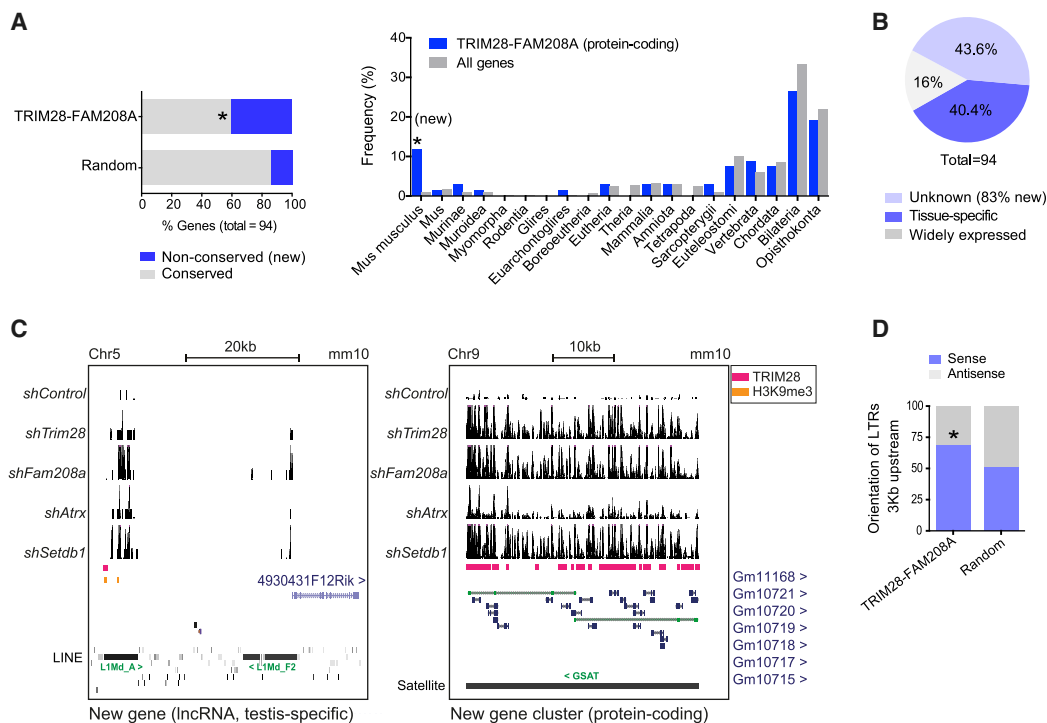 A
TRIM28-FAM208A
*
Random
0 20 40 60 80 100
% Genes (total = 94)
Non-conserved (new)
Conserved
TRIM28-FAM208A (protein-coding)
All genes
Frequency (%)
40
30
20
10
0
(new)
*
Mus musculus
Mus
Murinae
Muroidea
Myomorpha
Rodentia
Glires
Euarchontoglires
Boreoeutheria
Eutheria
Theria
Mammalia
Amniota
Tetrapoda
Sarcopterygii
Euteleostomi
Vertebrata
Chordata
Bilateria
Opisthokonta
B
43.6%
16%
40.4%
Total=94
Unknown (83% new)
Tissue-specific
Widely expressed
C
Chr5 20kb mm10
shControl
shTrim28
shFam208a
shAtrx
shSetdb1
4930431F12Rik >
LINE
L1Md_A >
< L1Md_F2
New gene (lncRNA, testis-specific)
Chr9 10kb mm10
TRIM28
H3K9me3
shControl
shTrim28
shFam208a
shAtrx
shSetdb1
Gm11168 >
Gm10721 >
Gm10720 >
Gm10719 >
Gm10718 >
Gm10717 >
Gm10715 >
< GSAT
Satellite
New gene cluster (protein-coding)
D
Sense
Antisense
Orientation of LTRs
3Kb upstream
100
75
50
25
0
*
TRIM28-FAM208A
Random